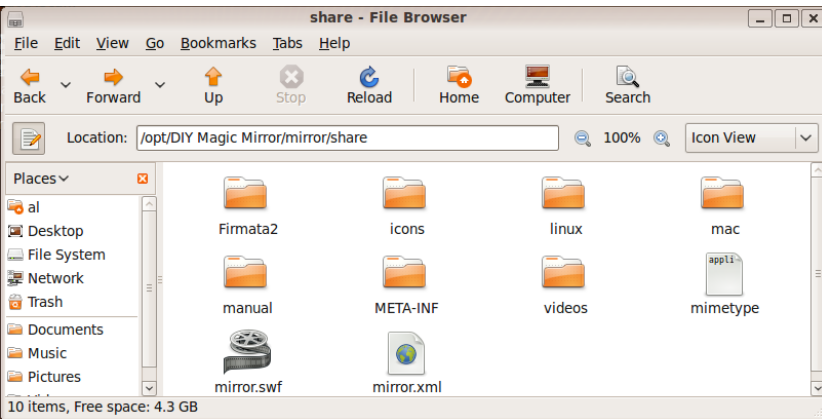 share - File Browser
File Edit View Go Bookmarks Tabs Help
Back Forward Up Stop Reload Home Computer Search
Location: /opt/DIY Magic Mirror/mirror/share 100% Icon View
Places
al
Desktop
File System
Network
Trash
Documents
Music
Pictures
Firmata2 icons linux mac
appli
manual META-INF videos mimetype
mirror.swf mirror.xml
10 items, Free space: 4.3 GB